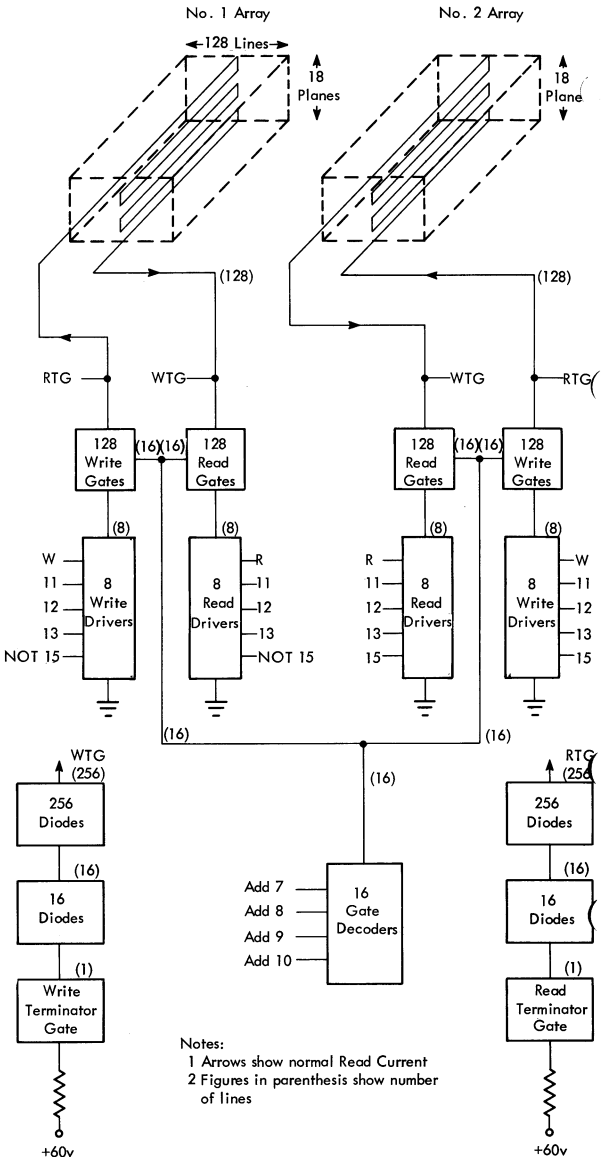 No. 1 Array
No. 2 Array
128 Lines
18
Planes
18
Plane
(128)
(128)
RTG
WTG
WTG
RTG
128
Write
Gates
(16)(16)
128
Read
Gates
128
Read
Gates
(16)(16)
128
Write
Gates
(8)
(8)
(8)
(8)
W
11
12
13
NOT 15
8
Write
Drivers
8
Read
Drivers
R
11
12
13
NOT 15
R
11
12
13
15
8
Read
Drivers
8
Write
Drivers
W
11
12
13
15
(16)
(16)
(16)
WTG
(256)
256
Diodes
(16)
16
Diodes
(1)
Write
Terminator
Gate
+60v
Add 7
Add 8
Add 9
Add 10
16
Gate
Decoders
RTG
(256
256
Diodes
(16)
16
Diodes
(1)
Read
Terminator
Gate
+60v
Notes:
1 Arrows show normal Read Current
2 Figures in parenthesis show number
of lines